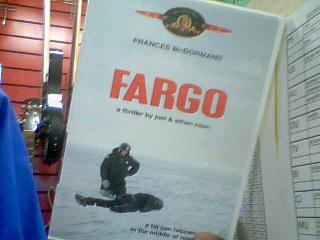 FRANCES McDORMAND
FARGO
a thriller by joel & ethan coen
a lot can happen
in the middle of